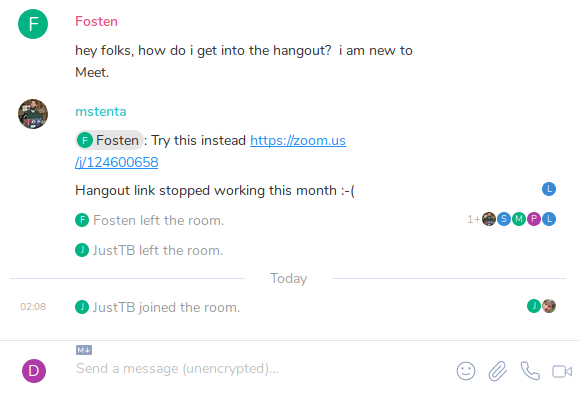 F
Fosten
hey folks, how do i get into the hangout?  i am new to
Meet.
mstenta
F Fosten : Try this instead https://zoom.us
/j/124600658
Hangout link stopped working this month :-( L
F Fosten left the room. 1+ S M P L
J JustTB left the room.
Today
02:08 J JustTB joined the room. J
M↓
D Send a message (unencrypted)...